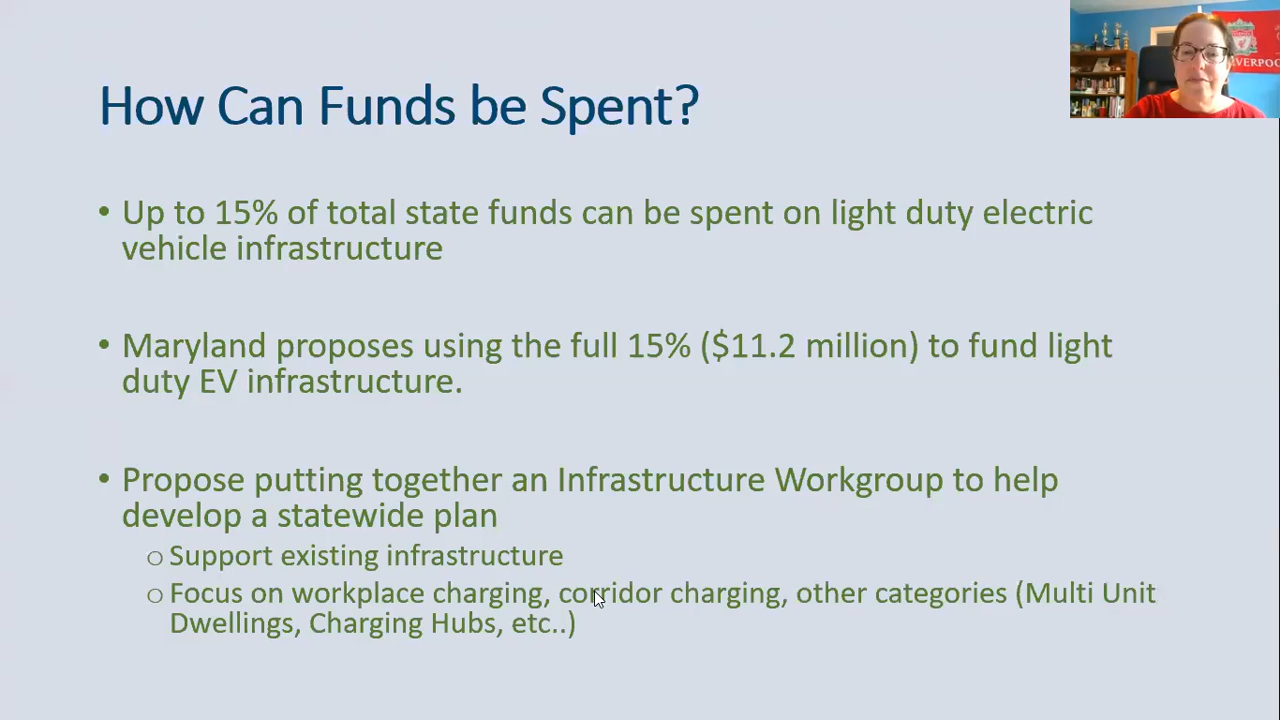 How Can Funds be Spent?
• Up to 15% of total state funds can be spent on light duty electric
vehicle infrastructure
• Maryland proposes using the full 15% ($11.2 million) to fund light
duty EV infrastructure.
• Propose putting together an Infrastructure Workgroup to help
develop a statewide plan
o Support existing infrastructure
o Focus on workplace charging, corridor charging, other categories (Multi Unit
Dwellings, Charging Hubs, etc..)